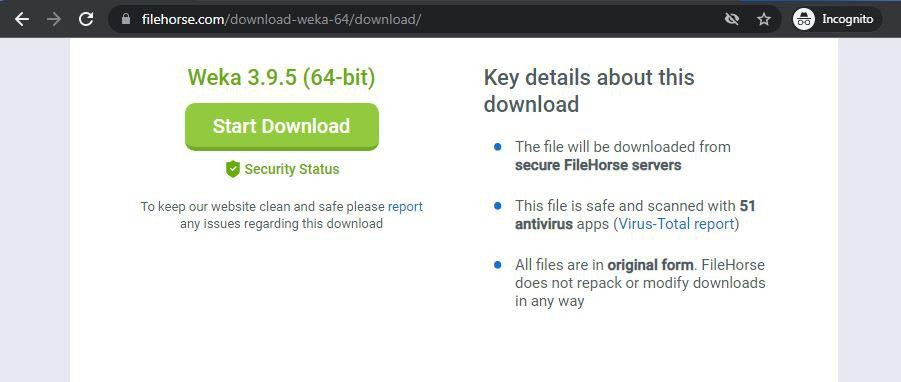 filehorse.com/download-weka-64/download/
Incognito
Weka 3.9.5 (64-bit)
Start Download
Security Status
To keep our website clean and safe please report
any issues regarding this download
Key details about this
download
The file will be downloaded from
secure FileHorse servers
This file is safe and scanned with 51
antivirus apps (Virus-Total report)
All files are in original form. FileHorse
does not repack or modify downloads
in any way